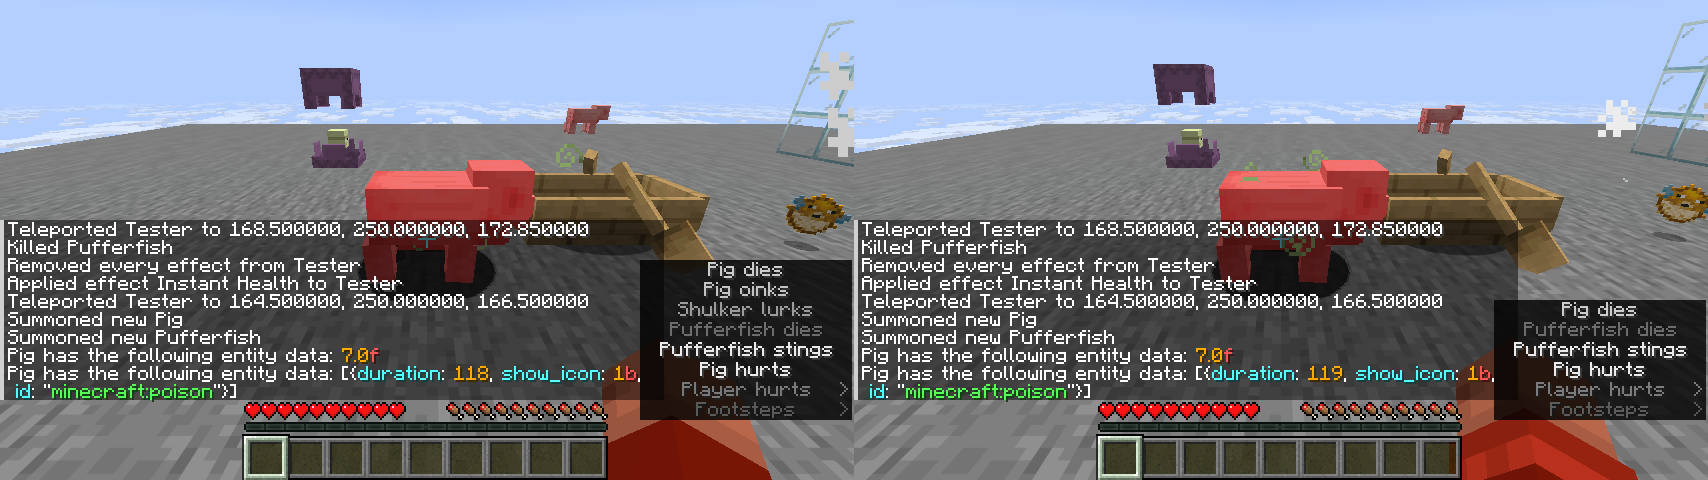 Teleported Tester to 168.500000, 250.000000, 172.850000
Killed Pufferfish
Removed every effect from Tester
Applied effect Instant Health to Tester
Teleported Tester to 164.500000, 250.000000, 166.500000
Summoned new Pig
Summoned new Pufferfish
Pig has the following entity data: 7.0f
Pig has the following entity data: [{duration: 118, show_icon: 1b,
id: "minecraft:poison"}]
Pig dies
Pig oinks
Shulker lurks
Pufferfish dies
Pufferfish stings
Pig hurts
Player hurts >
Footsteps >
Teleported Tester to 168.500000, 250.000000, 172.850000
Killed Pufferfish
Removed every effect from Tester
Applied effect Instant Health to Tester
Teleported Tester to 164.500000, 250.000000, 166.500000
Summoned new Pig
Summoned new Pufferfish
Pig has the following entity data: 7.0f
Pig has the following entity data: [{duration: 119, show_icon: 1b,
id: "minecraft:poison"}]
Pig dies
Pufferfish dies
Pufferfish stings
Pig hurts
Player hurts >
Footsteps >